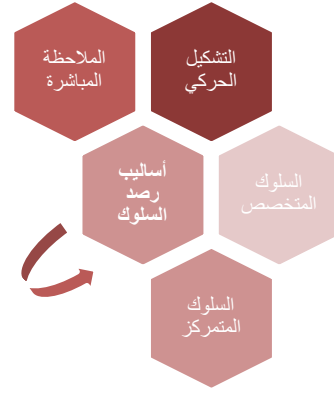 التشكيل
الحركي
الملاحظة
المباشرة
السلوك
المتخصص
أساليب
رصد
السلوك
السلوك
المتمركز